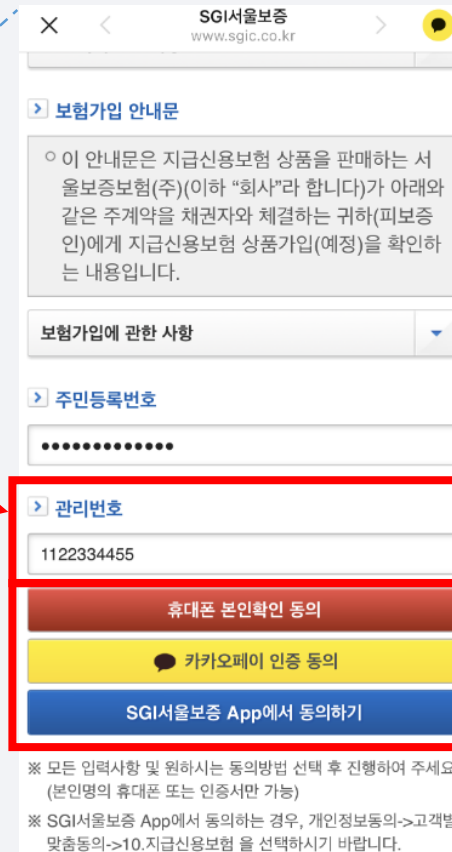 SGI서울보증
www.sgic.co.kr
보험가입 안내문
이 안내문은 지급신용보험 상품을 판매하는 서
울보증보험(주)(이하 “회사”라 합니다)가 아래와
같은 주계약을 채권자와 체결하는 귀하(피보증
인)에게 지급신용보험 상품가입(예정)을 확인하
는 내용입니다.
보험가입에 관한 사항
주민등록번호
•••••••••••••
관리번호
1122334455
휴대폰 본인확인 동의
카카오페이 인증 동의
SGI서울보증 App에서 동의하기
※ 모든 입력사항 및 원하시는 동의방법 선택 후 진행하여 주세요
(본인명의 휴대폰 또는 인증서만 가능)
※ SGI서울보증 App에서 동의하는 경우, 개인정보동의->고객별
맞춤동의->10.지급신용보험 을 선택하시기 바랍니다.